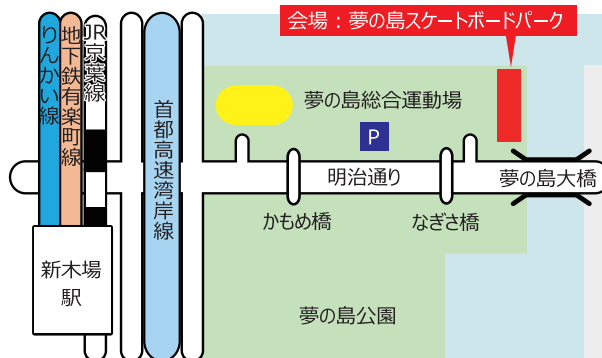 会場：夢の島スケートボードパーク
りんかい線
地下鉄有楽町線
JR京葉線
首都高速湾岸線
夢の島総合運動場
P
明治通り
夢の島大橋
かもめ橋
なぎさ橋
新木場
駅
夢の島公園